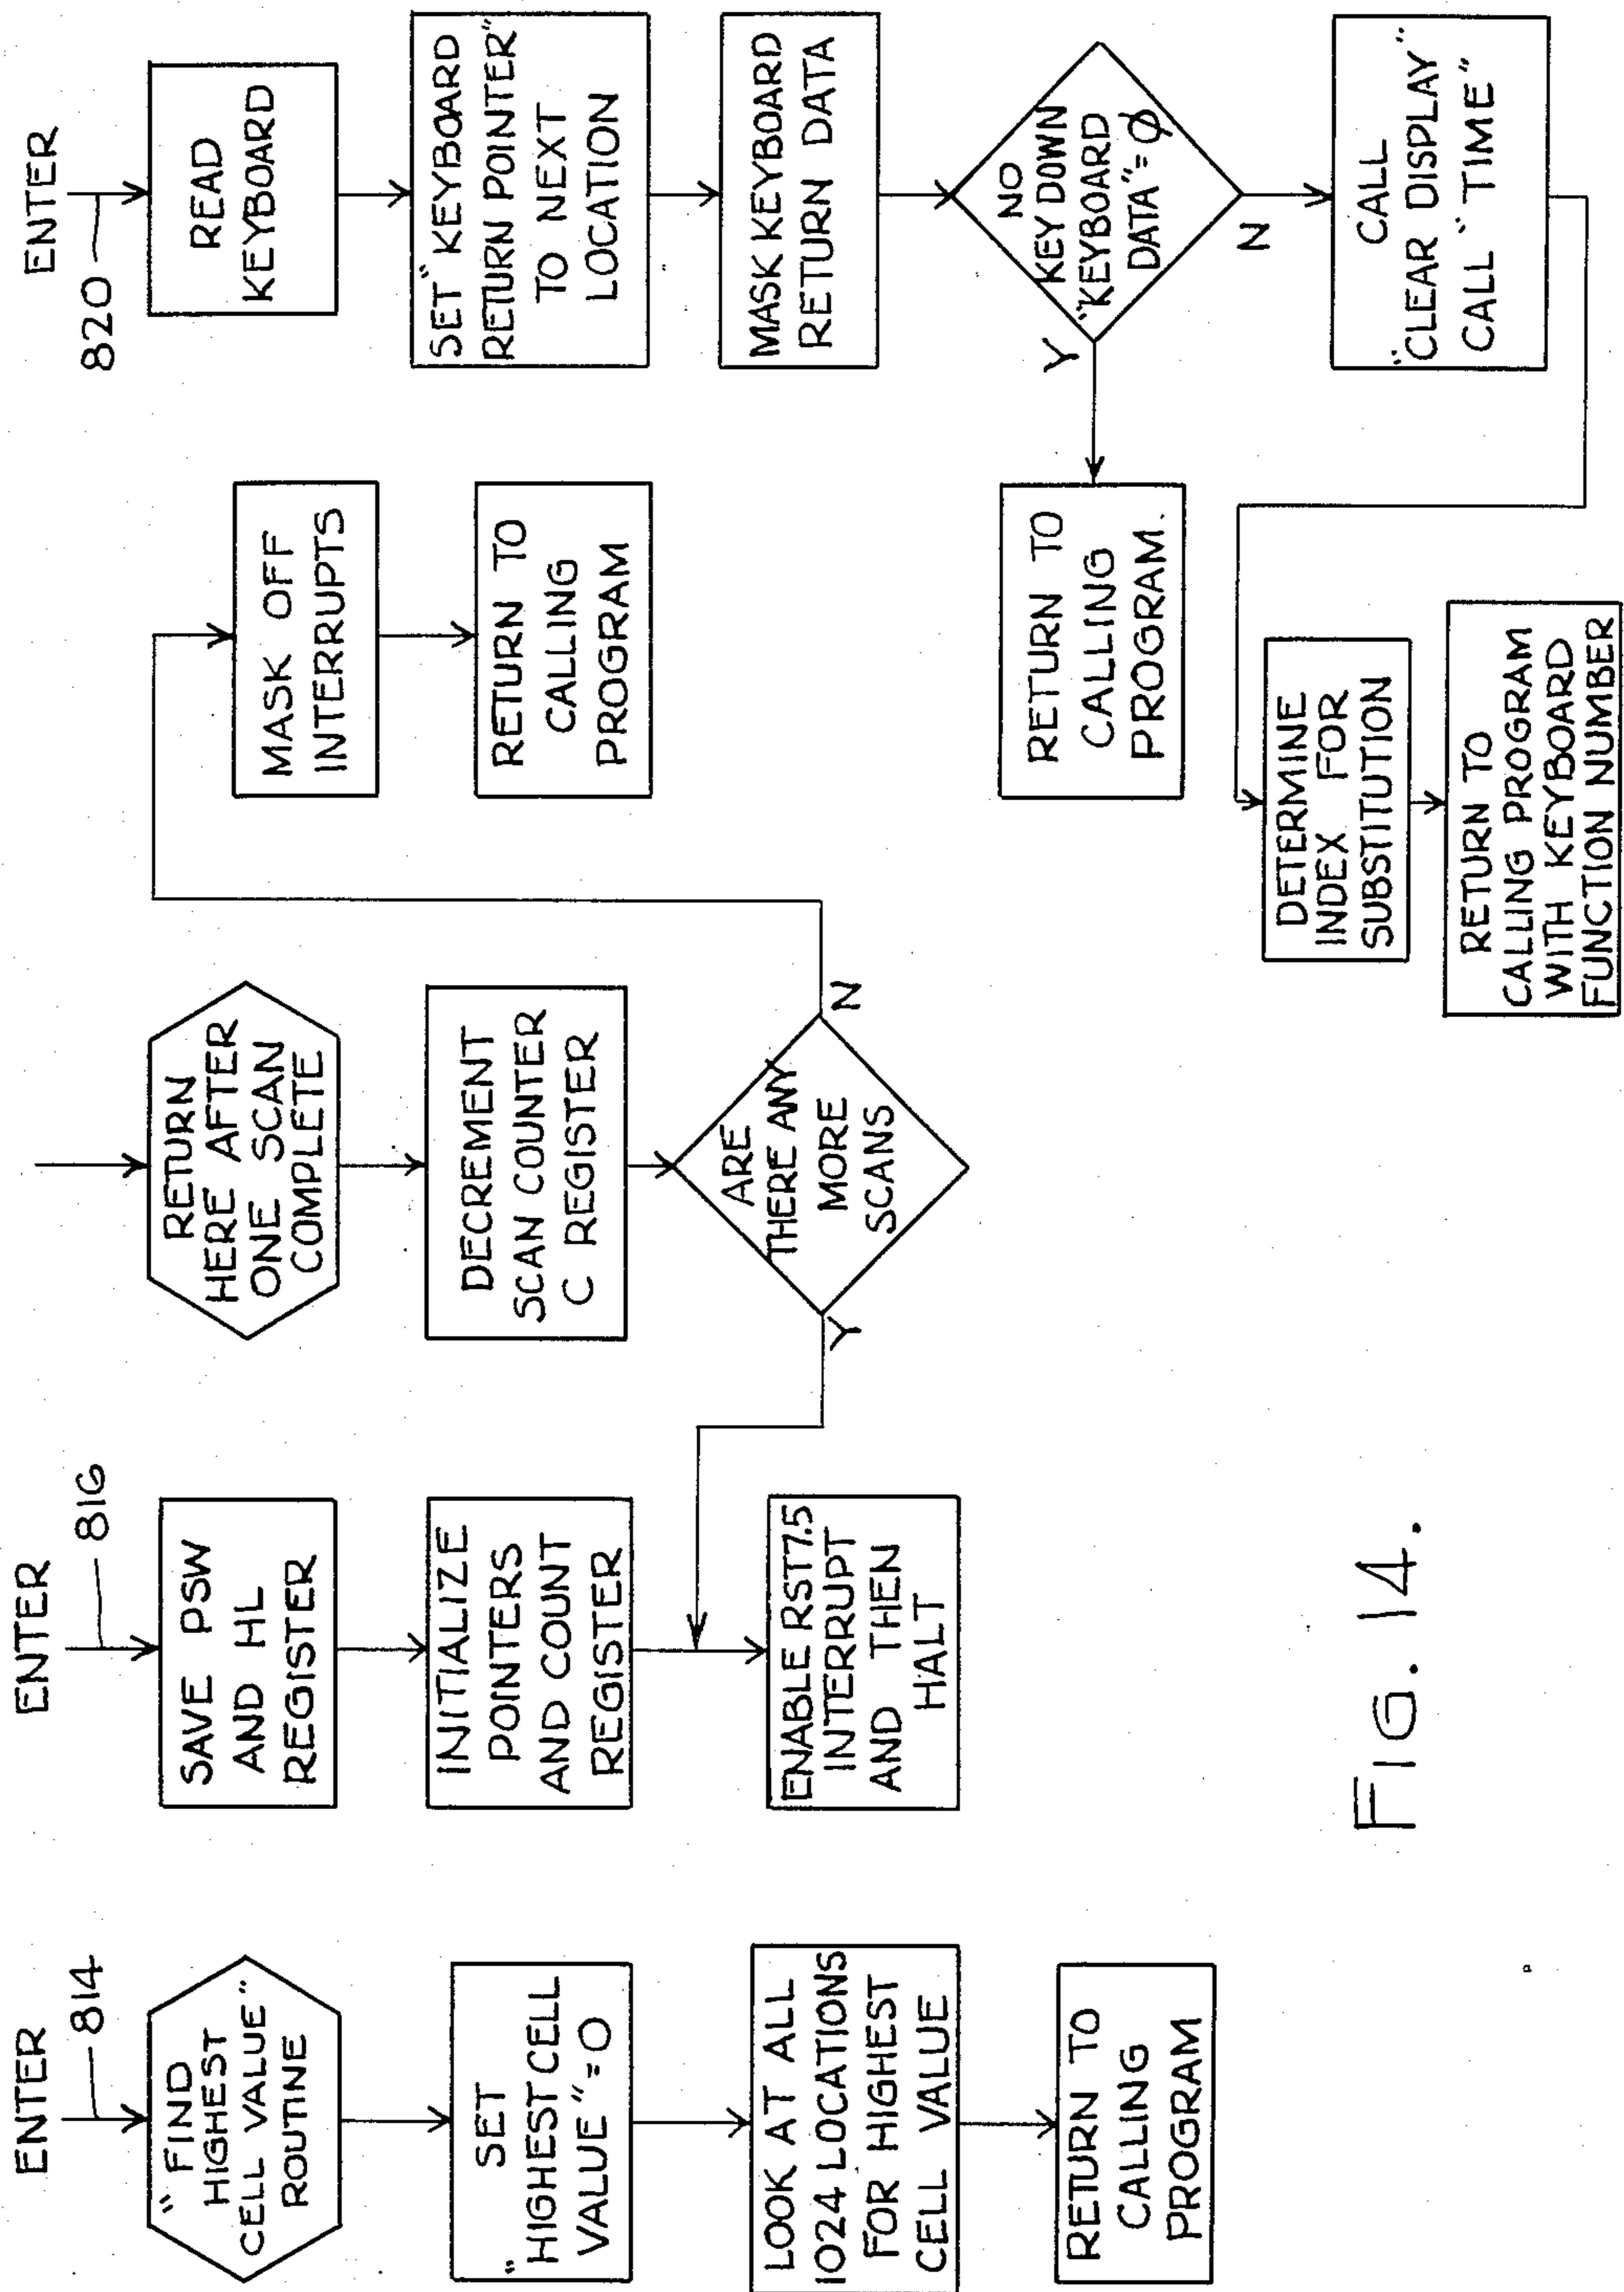 ENTER
814
" FIND
HIGHEST
CELL VALUE "
ROUTINE
SET
" HIGHEST CELL
VALUE " = 0
LOOK AT ALL
1024 LOCATIONS
FOR HIGHEST
CELL VALUE
RETURN TO
CALLING
PROGRAM
ENTER
816
SAVE PSW
AND HL
REGISTER
INITIALIZE
POINTERS
AND COUNT
REGISTER
ENABLE RST7.5
INTERRUPT
AND THEN
HALT
RETURN
HERE AFTER
ONE SCAN
COMPLETE
DECREMENT
SCAN COUNTER
C REGISTER
ARE
THERE ANY
MORE
SCANS
Y
N
MASK OFF
INTERRUPTS
RETURN TO
CALLING
PROGRAM
ENTER
820
READ
KEYBOARD
SET " KEYBOARD
RETURN POINTER "
TO NEXT
LOCATION
MASK KEYBOARD
RETURN DATA
NO
KEY DOWN
"KEYBOARD
DATA" = Ø
Y
N
RETURN TO
CALLING
PROGRAM.
CALL
"CLEAR DISPLAY"
CALL " TIME "
DETERMINE
INDEX FOR
SUBSTITUTION
RETURN TO
CALLING PROGRAM
WITH KEYBOARD
FUNCTION NUMBER
FIG. 14.